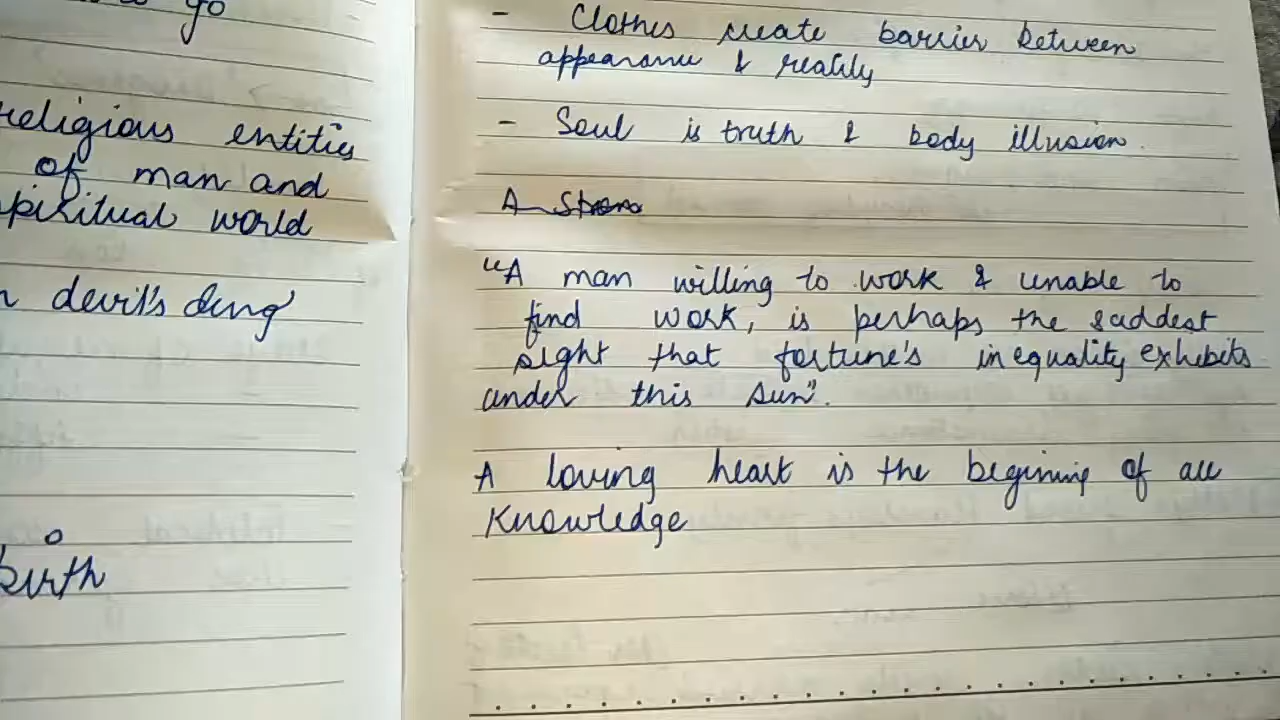 go
religious entities
of man and
spiritual world
devil's dung'
birth
- Clothes create barrier between
appearance & reality
- Soul is truth & body illusion.
"A man willing to work & unable to
find work, is perhaps the saddest
sight that fortune's inequality exhibits
under this sun".
A loving heart is the begining of all
Knowledge